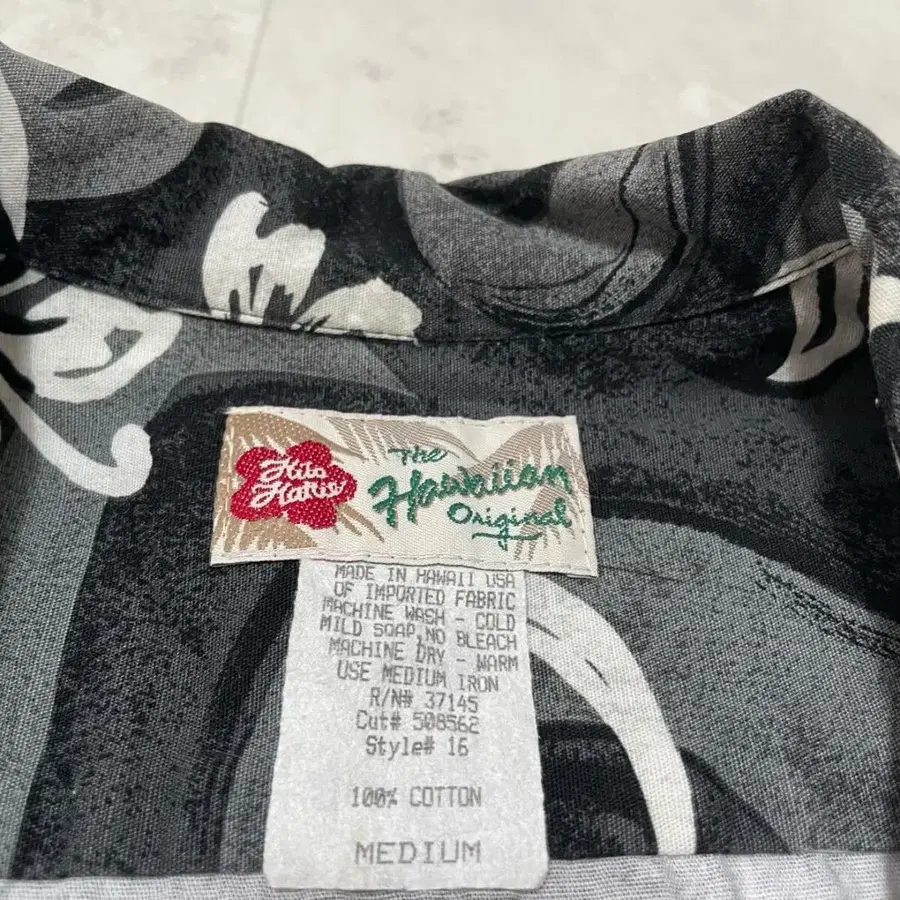 Hilo
Hattie
The
Hawaiian
Original
MADE IN HAWAII USA
OF IMPORTED FABRIC
MACHINE WASH - COLD
MILD SOAP, NO BLEACH
MACHINE DRY - WARM
USE MEDIUM IRON
R/N# 37145
Cut# 508562
Style# 16
100% COTTON
MEDIUM